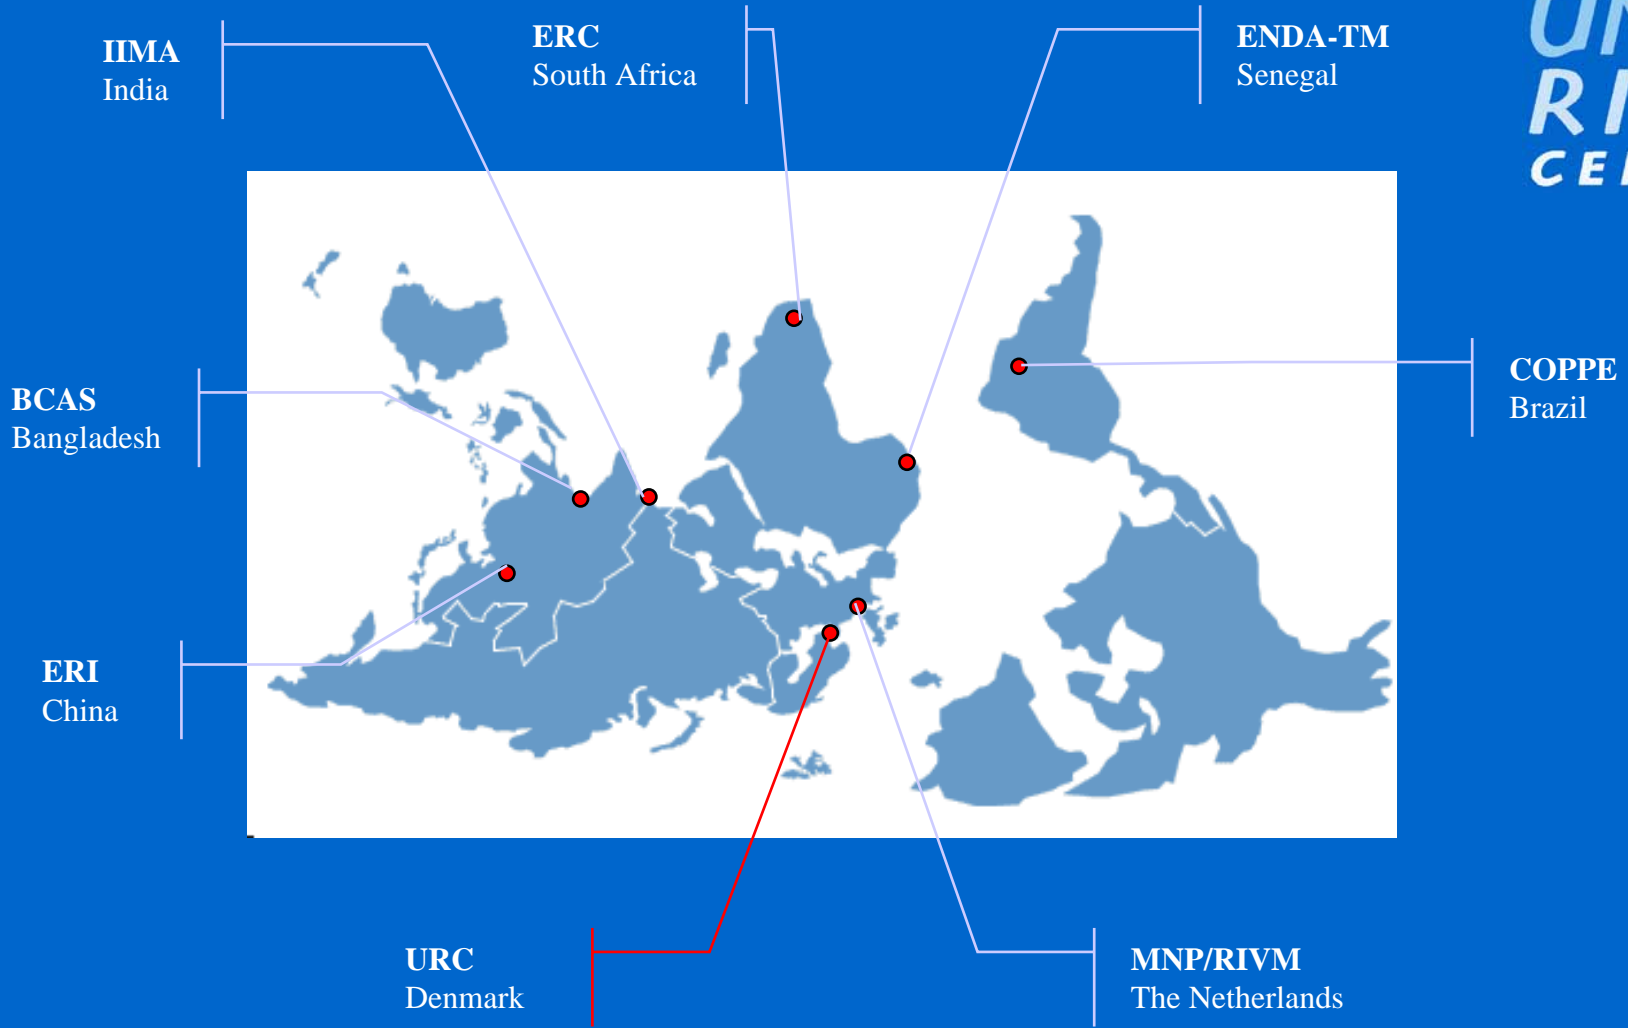 IIMA
India
ERC
South Africa
ENDA-TM
Senegal
BCAS
Bangladesh
COPPE
Brazil
ERI
China
URC
Denmark
MNP/RIVM
The Netherlands